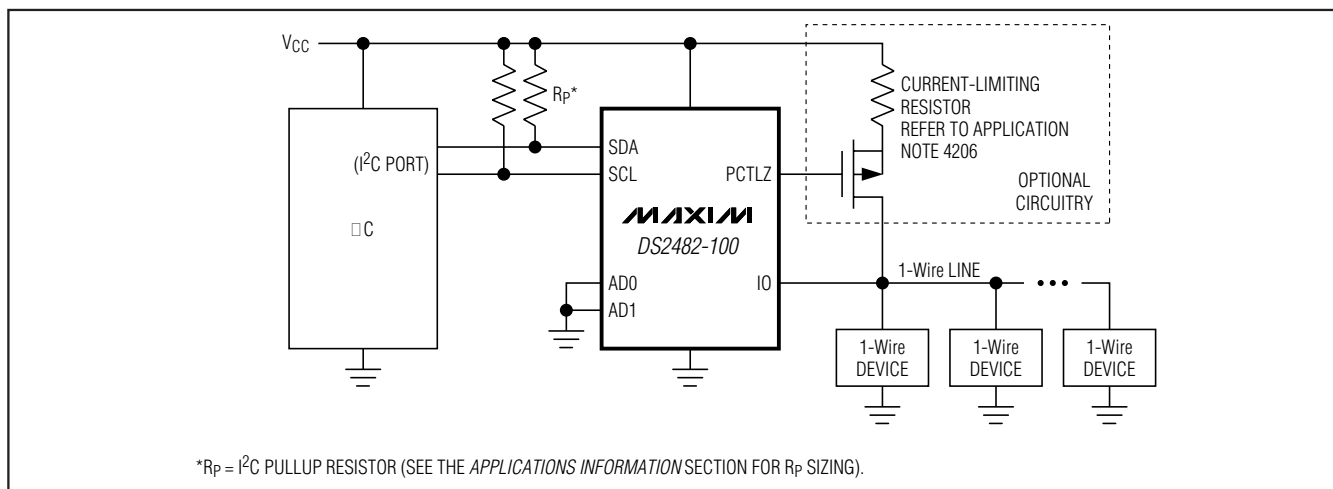 VCC
RP*
CURRENT-LIMITING
RESISTOR
REFER TO APPLICATION
NOTE 4206
OPTIONAL
CIRCUITRY
(I²C PORT)
□C
SDA
SCL
PCTLZ
MAXIM
DS2482-100
AD0
AD1
IO
1-Wire LINE
1-Wire
DEVICE
1-Wire
DEVICE
1-Wire
DEVICE
*RP = I²C PULLUP RESISTOR (SEE THE APPLICATIONS INFORMATION SECTION FOR RP SIZING).